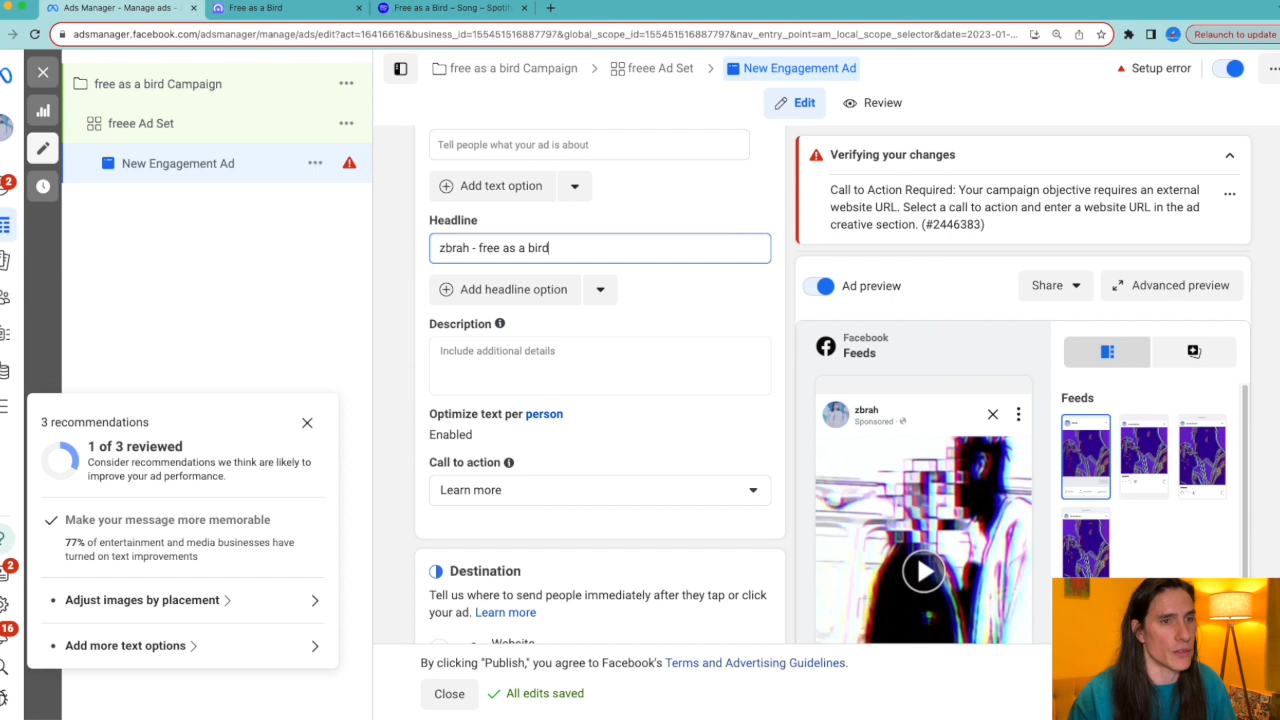 Ads Manager - Manage ads -
Free as a Bird
Free as a Bird – Song – Spotif
adsmanager.facebook.com/adsmanager/manage/ads/edit?act=16416616&business_id=155451516887797&global_scope_id=155451516887797&nav_entry_point=am_local_scope_selector&date=2023-01-...
Relaunch to update
free as a bird Campaign
freee Ad Set
New Engagement Ad
free as a bird Campaign
freee Ad Set
New Engagement Ad
Setup error
Edit
Review
Tell people what your ad is about
Add text option
Headline
zbrah - free as a bird
Add headline option
Description
Include additional details
Optimize text per person
Enabled
Call to action
Learn more
Destination
Tell us where to send people immediately after they tap or click
your ad. Learn more
Website
By clicking "Publish," you agree to Facebook's Terms and Advertising Guidelines.
Close
All edits saved
Verifying your changes
Call to Action Required: Your campaign objective requires an external
website URL. Select a call to action and enter a website URL in the ad
creative section. (#2446383)
Ad preview
Share
Advanced preview
Facebook
Feeds
zbrah
Sponsored ·
Feeds
3 recommendations
1 of 3 reviewed
Consider recommendations we think are likely to
improve your ad performance.
Make your message more memorable
77% of entertainment and media businesses have
turned on text improvements
Adjust images by placement
Add more text options
2
2
16